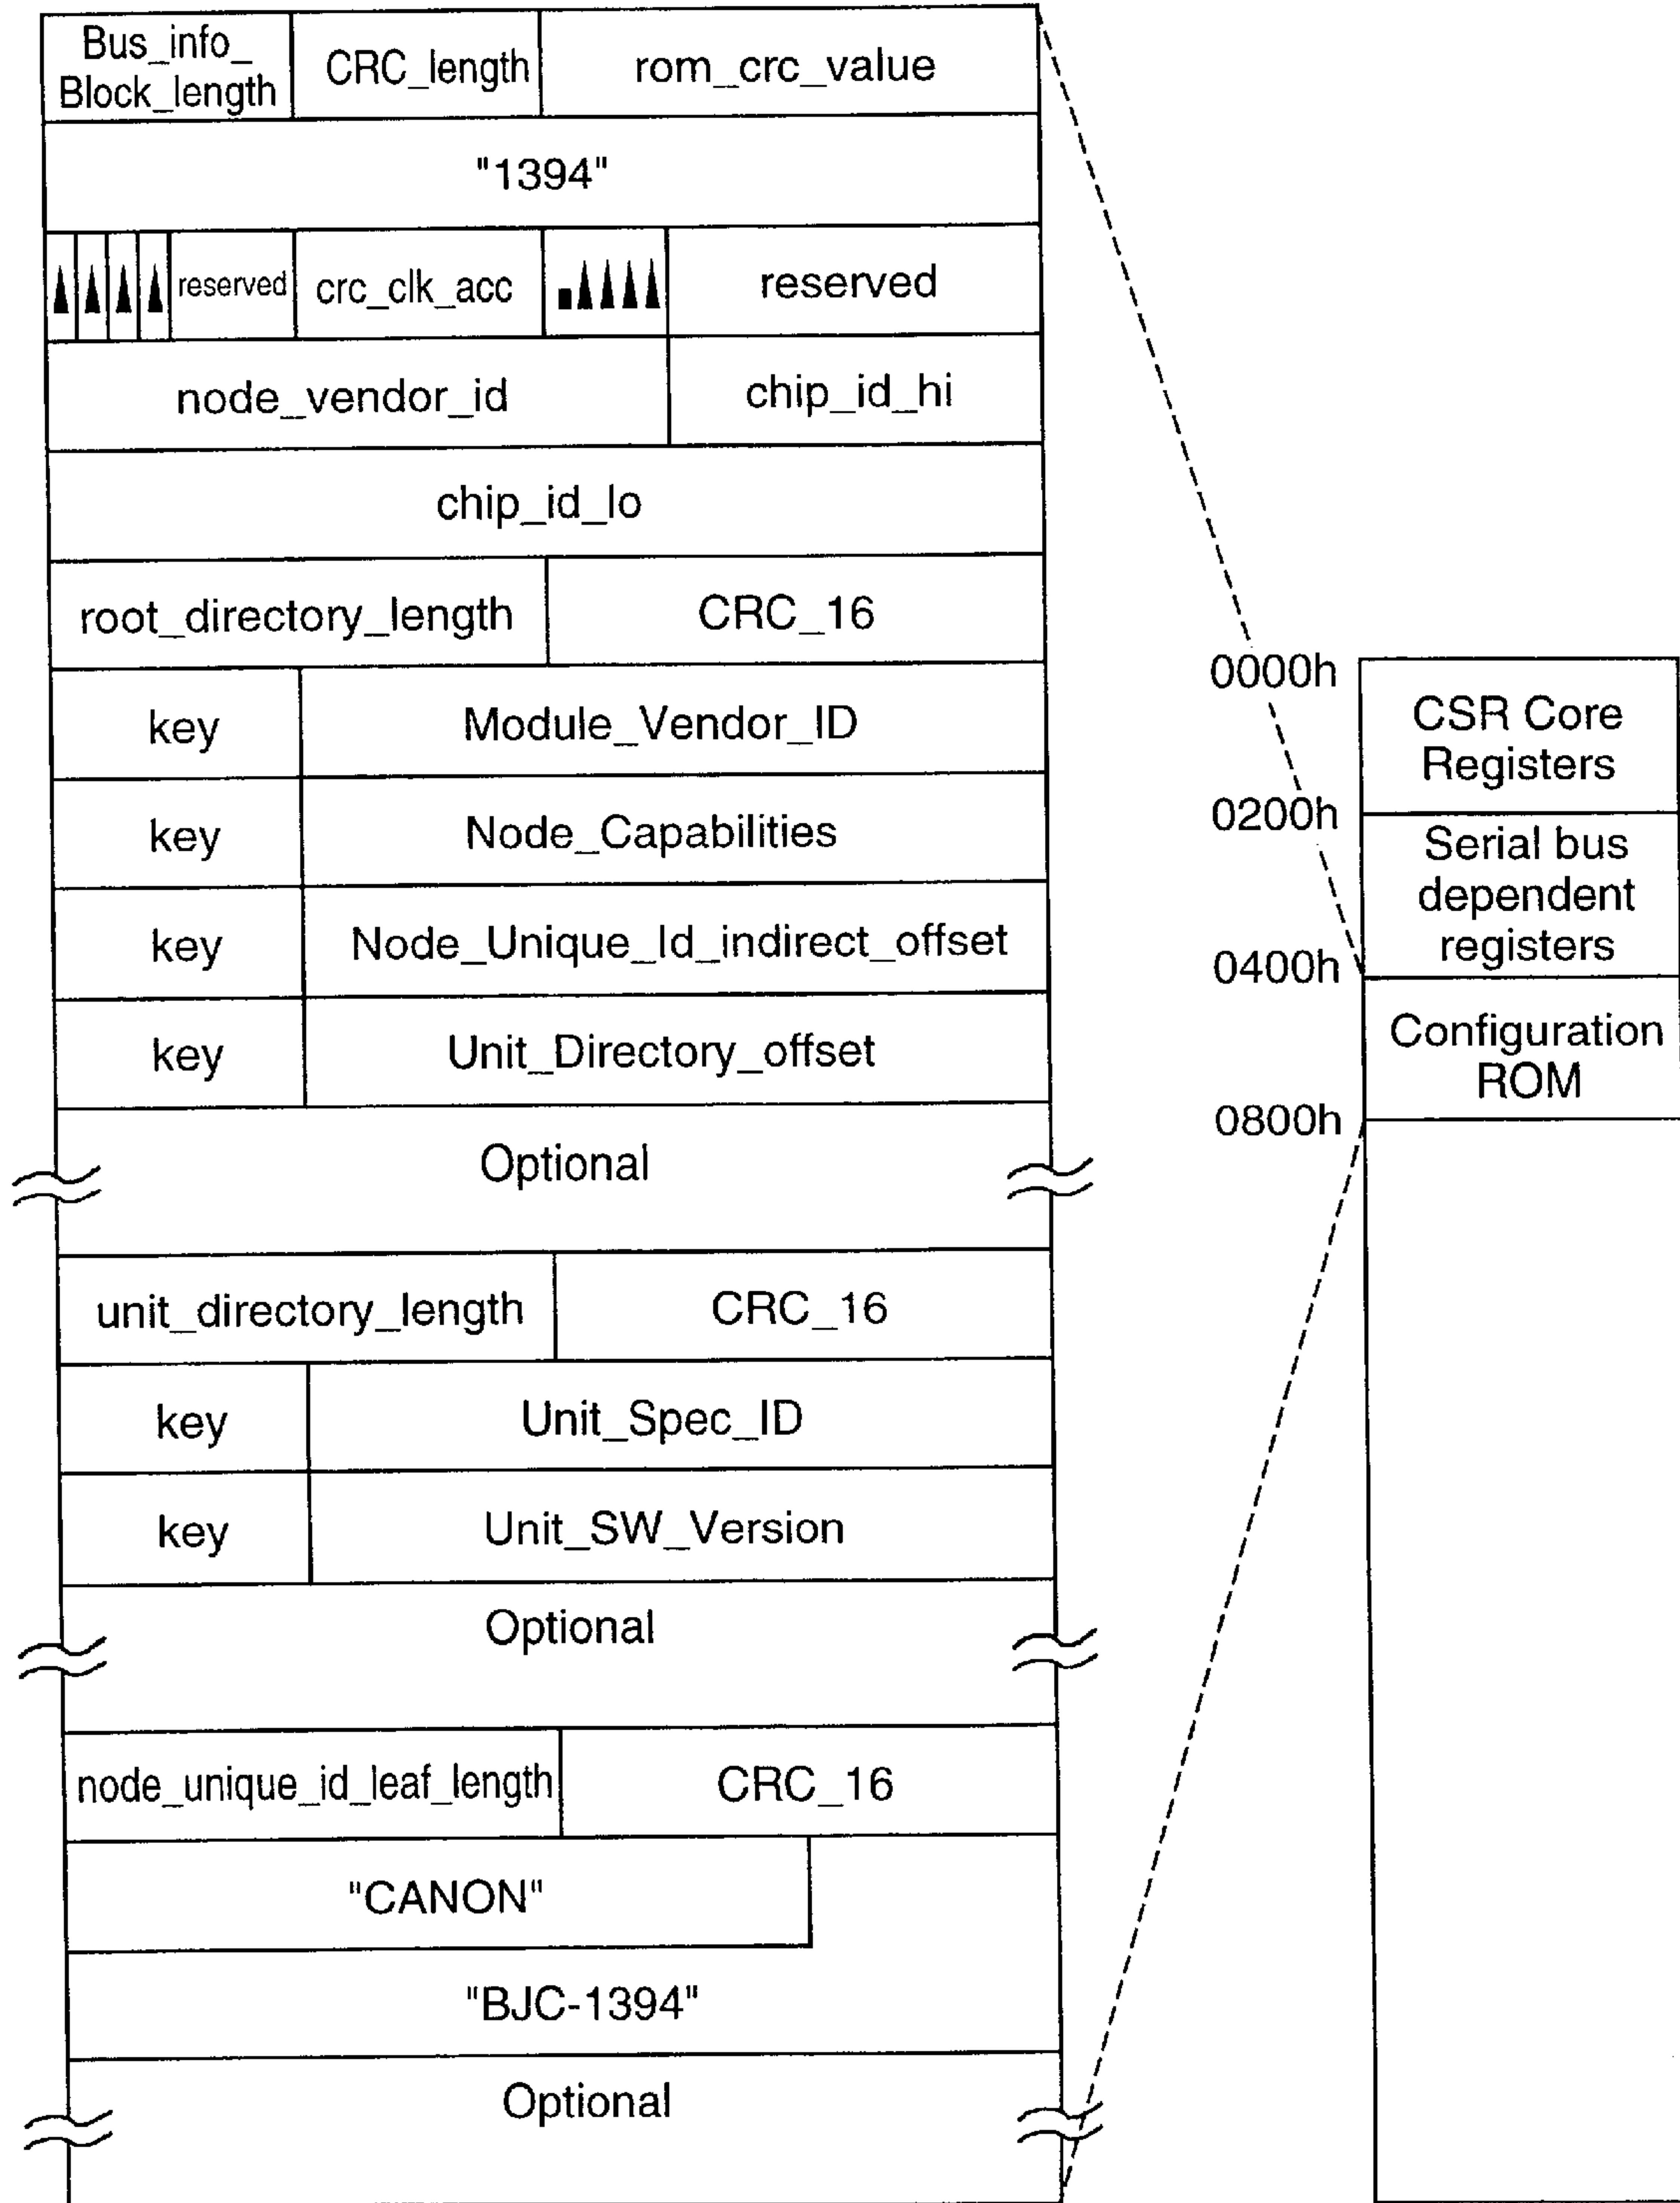 Bus_info_
Block_length
CRC_length
rom_crc_value
"1394"
reserved
crc_clk_acc
reserved
node_vendor_id
chip_id_hi
chip_id_lo
root_directory_length
CRC_16
key
Module_Vendor_ID
key
Node_Capabilities
key
Node_Unique_Id_indirect_offset
key
Unit_Directory_offset
Optional
unit_directory_length
CRC_16
key
Unit_Spec_ID
key
Unit_SW_Version
Optional
node_unique_id_leaf_length
CRC_16
"CANON"
"BJC-1394"
Optional
0000h
CSR Core
Registers
0200h
Serial bus
dependent
registers
0400h
Configuration
ROM
0800h